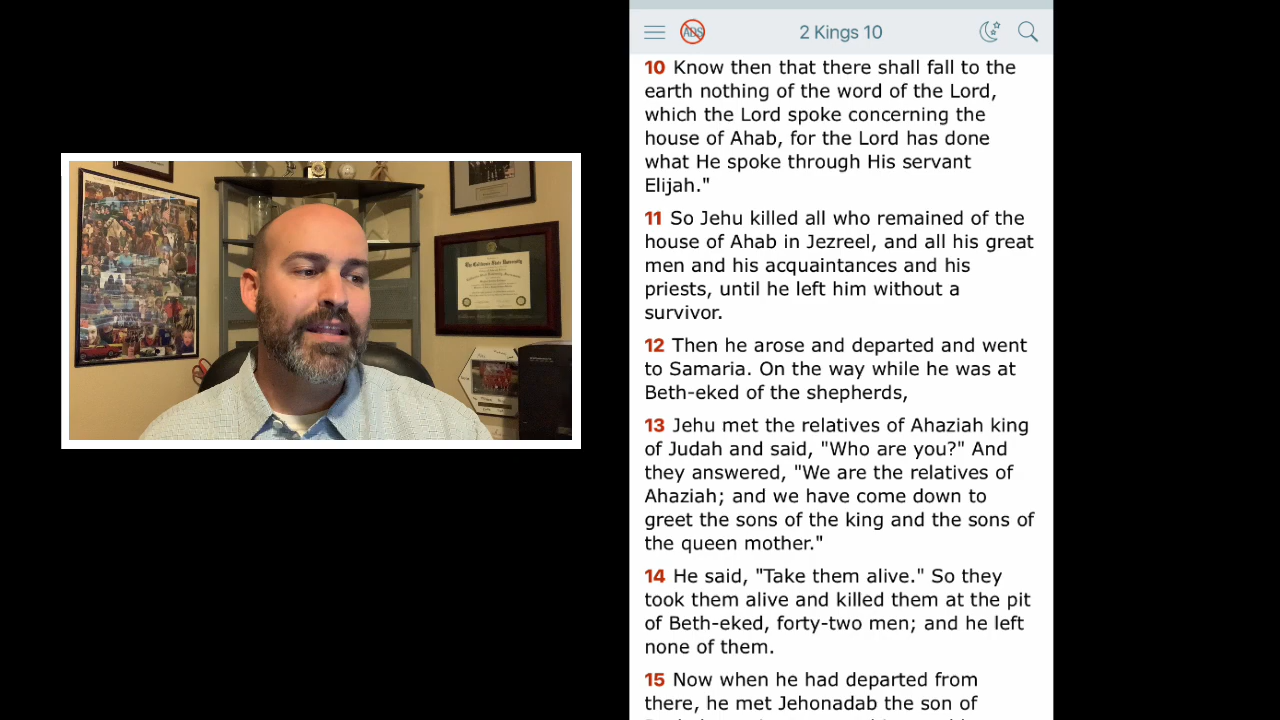 The California State University
ADS
2 Kings 10
10 Know then that there shall fall to the
earth nothing of the word of the Lord,
which the Lord spoke concerning the
house of Ahab, for the Lord has done
what He spoke through His servant
Elijah."
11 So Jehu killed all who remained of the
house of Ahab in Jezreel, and all his great
men and his acquaintances and his
priests, until he left him without a
survivor.
12 Then he arose and departed and went
to Samaria. On the way while he was at
Beth-eked of the shepherds,
13 Jehu met the relatives of Ahaziah king
of Judah and said, "Who are you?" And
they answered, "We are the relatives of
Ahaziah; and we have come down to
greet the sons of the king and the sons of
the queen mother."
14 He said, "Take them alive." So they
took them alive and killed them at the pit
of Beth-eked, forty-two men; and he left
none of them.
15 Now when he had departed from
there, he met Jehonadab the son of